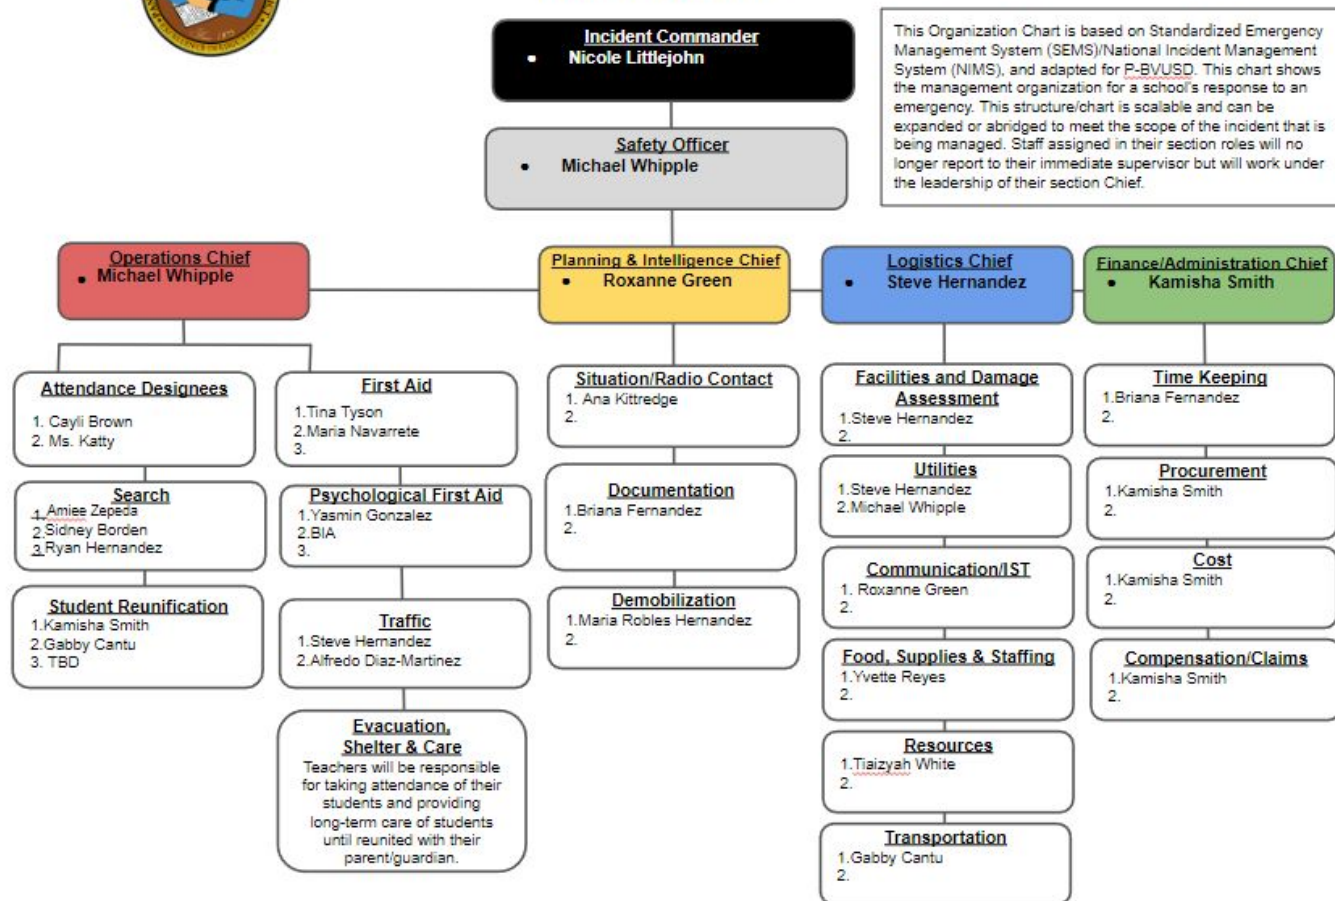 Incident Commander
• Nicole Littlejohn
This Organization Chart is based on Standardized Emergency
Management System (SEMS)/National Incident Management
System (NIMS), and adapted for P-BVUSD. This chart shows
the management organization for a school's response to an
emergency. This structure/chart is scalable and can be
expanded or abridged to meet the scope of the incident that is
being managed. Staff assigned in their section roles will no
longer report to their immediate supervisor but will work under
the leadership of their section Chief.
Safety Officer
• Michael Whipple
Operations Chief
• Michael Whipple
Attendance Designees
1. Cayli Brown
2. Ms. Katty
Search
1. Amiee Zepeda
2. Sidney Borden
3. Ryan Hernandez
Student Reunification
1.Kamisha Smith
2.Gabby Cantu
3. TBD
First Aid
1.Tina Tyson
2.Maria Navarrete
3.
Psychological First Aid
1.Yasmin Gonzalez
2.BIA
3.
Traffic
1.Steve Hernandez
2.Alfredo Diaz-Martinez
Evacuation,
Shelter & Care
Teachers will be responsible
for taking attendance of their
students and providing
long-term care of students
until reunited with their
parent/guardian.
Planning & Intelligence Chief
• Roxanne Green
Situation/Radio Contact
1. Ana Kittredge
2.
Documentation
1.Briana Fernandez
2.
Demobilization
1.Maria Robles Hernandez
2.
Logistics Chief
• Steve Hernandez
Facilities and Damage
Assessment
1.Steve Hernandez
2.
Utilities
1.Steve Hernandez
2.Michael Whipple
Communication/IST
1. Roxanne Green
2.
Food, Supplies & Staffing
1.Yvette Reyes
2.
Resources
1.Tiaizyah White
2.
Transportation
1.Gabby Cantu
2.
Finance/Administration Chief
• Kamisha Smith
Time Keeping
1.Briana Fernandez
2.
Procurement
1.Kamisha Smith
2.
Cost
1.Kamisha Smith
2.
Compensation/Claims
1.Kamisha Smith
2.